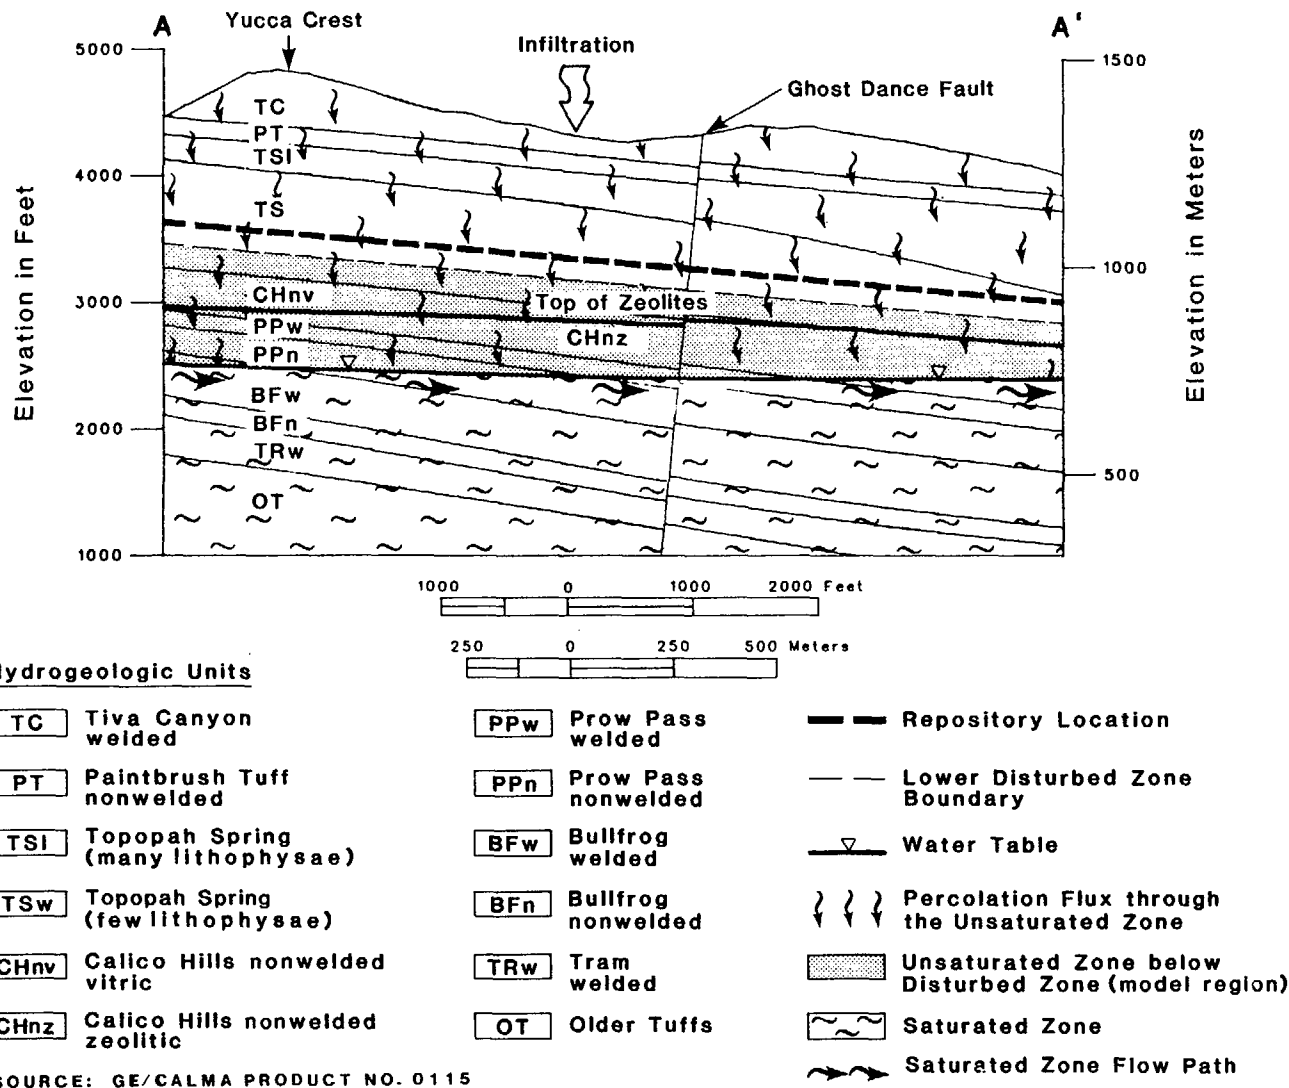 A
Yucca Crest
Infiltration
A'
Ghost Dance Fault
5000
4000
3000
2000
1000
Elevation in Feet
1500
1000
500
Elevation in Meters
TC
PT
TSl
TS
CHnv
Top of Zeolites
CHnz
PPw
PPn
BFw
BFn
TRw
OT
1000 0 1000 2000 Feet
250 0 250 500 Meters
ydrogeologic Units
TC Tiva Canyon
welded
PT Paintbrush Tuff
nonwelded
TSl Topopah Spring
(many lithophysae)
TSw Topopah Spring
(few lithophysae)
CHnv Calico Hills nonwelded
vitric
CHnz Calico Hills nonwelded
zeolitic
PPw Prow Pass
welded
PPn Prow Pass
nonwelded
BFw Bullfrog
welded
BFn Bullfrog
nonwelded
TRw Tram
welded
OT Older Tuffs
Repository Location
Lower Disturbed Zone
Boundary
Water Table
Percolation Flux through
the Unsaturated Zone
Unsaturated Zone below
Disturbed Zone (model region)
Saturated Zone
Saturated Zone Flow Path
SOURCE: GE/CALMA PRODUCT NO. 0115